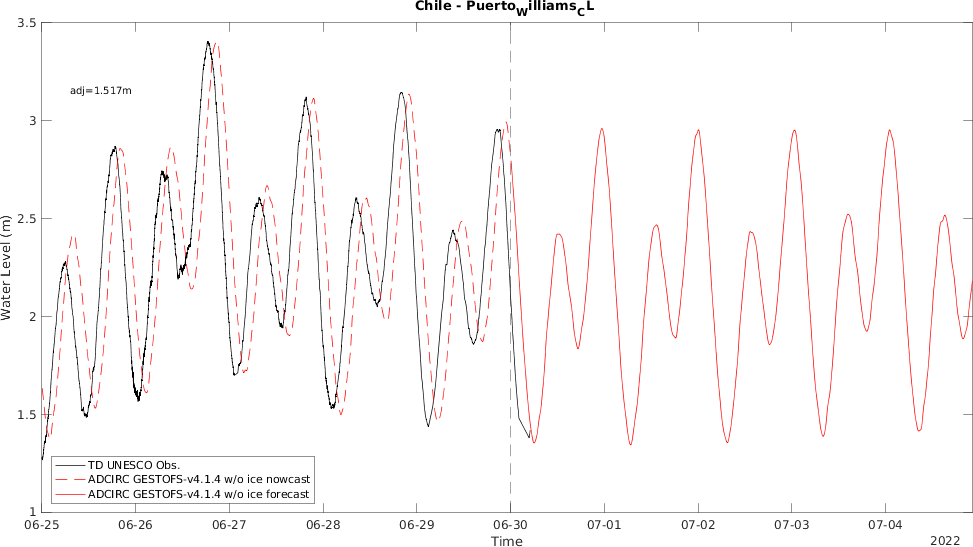 Chile - PuertoWilliamsCL
3.5
adj=1.517m
3
2.5
Water Level (m)
2
1.5
TD UNESCO Obs.
ADCIRC GESTOFS-v4.1.4 w/o ice nowcast
ADCIRC GESTOFS-v4.1.4 w/o ice forecast
1
06-25 06-26 06-27 06-28 06-29 06-30 07-01 07-02 07-03 07-04
Time
2022